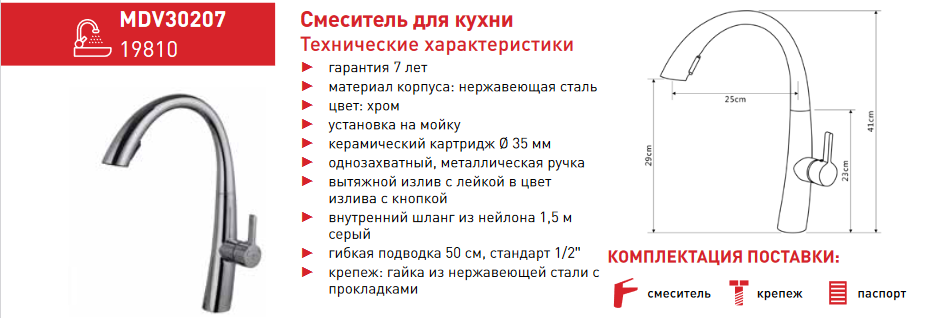 MDV30207
19810
Смеситель для кухни
Технические характеристики
гарантия 7 лет
материал корпуса: нержавеющая сталь
цвет: хром
установка на мойку
керамический картридж Ø 35 мм
однозахватный, металлическая ручка
вытяжной излив с лейкой в цвет
излива с кнопкой
внутренний шланг из нейлона 1,5 м
серый
гибкая подводка 50 см, стандарт 1/2"
крепеж: гайка из нержавеющей стали с
прокладками
25cm
29cm
23cm
41cm
КОМПЛЕКТАЦИЯ ПОСТАВКИ:
смеситель
крепеж
паспорт